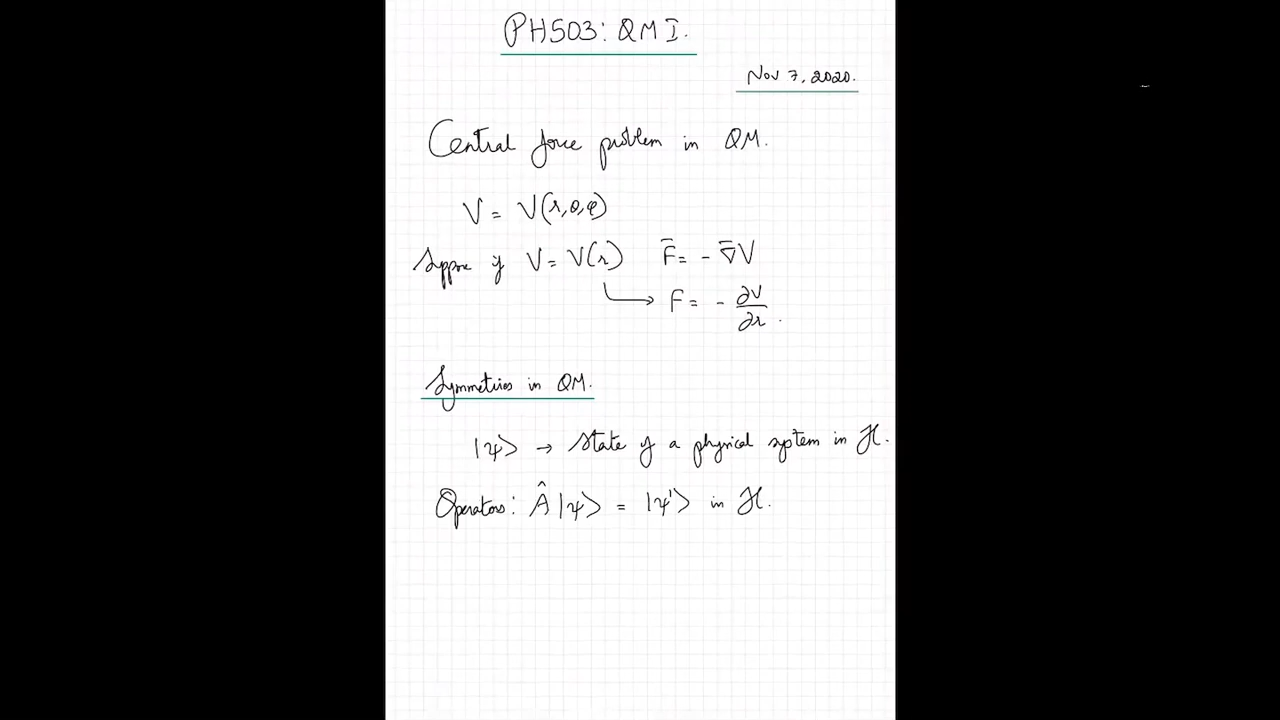 PH503: QM I.
Nov 7, 2020.
Central force problem in QM.
V = V(r,θ,φ)
Suppose if V = V(r) F̄ = - ∇̄V
F = - ∂V/∂r.
Symmetries in QM.
|ψ⟩ → State of a physical system in ℋ.
Operators: Â|ψ⟩ = |ψ'⟩ in ℋ.